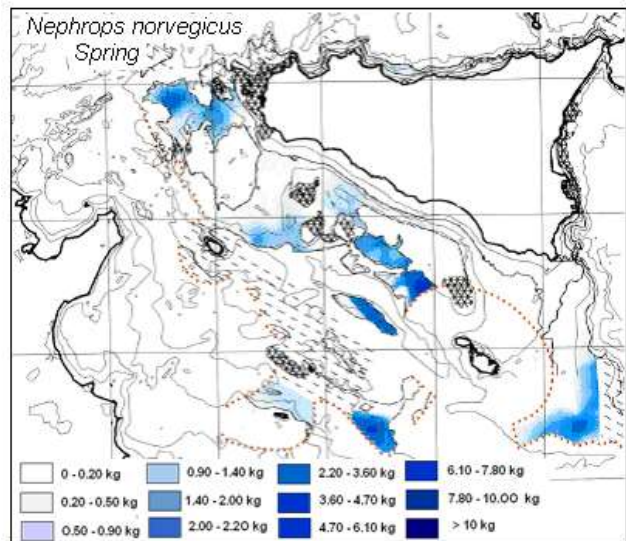 Nephrops norvegicus
Spring
0 - 0.20 kg
0.20 - 0.50 kg
0.50 - 0.90 kg
0.90 - 1.40 kg
1.40 - 2.00 kg
2.00 - 2.20 kg
2.20 - 3.60 kg
3.60 - 4.70 kg
4.70 - 6.10 kg
6.10 - 7.80 kg
7.80 - 10.00 kg
> 10 kg